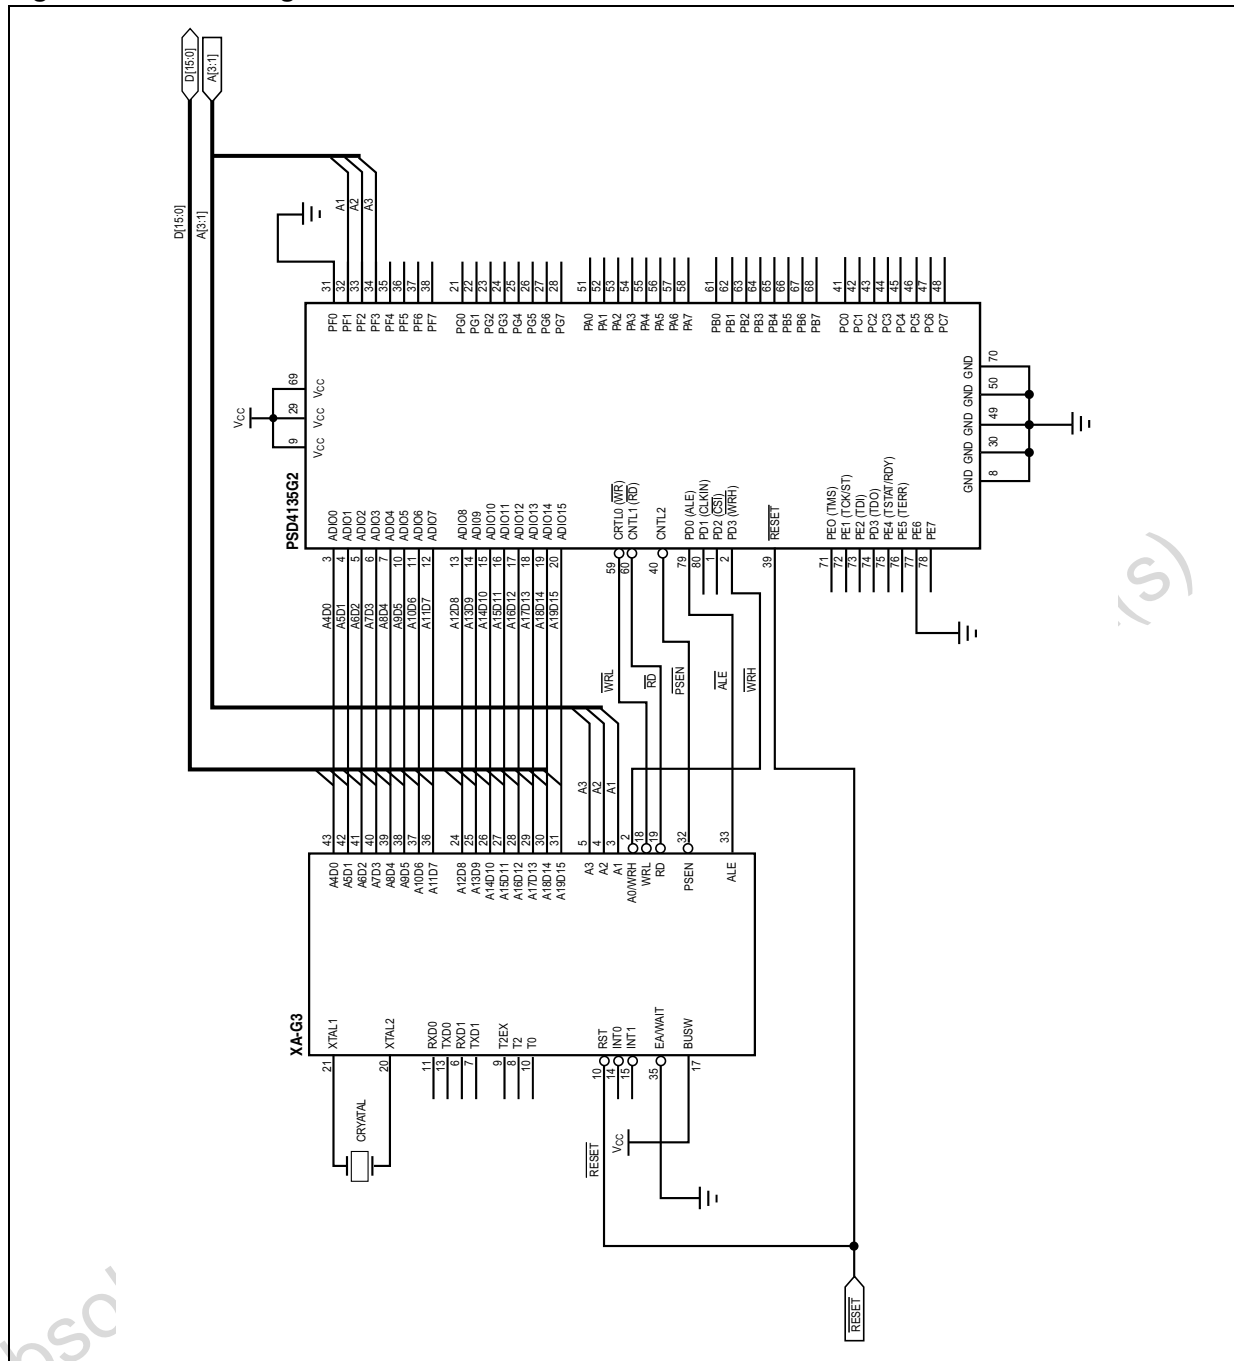 D[15:0]
A[3:1]
D[15:0]
A[3:1]
XA-G3
21 XTAL1
CRYATAL
20 XTAL2
11 RXD0
13 TXD0
6 RXD1
7 TXD1
9 T2EX
8 T2
10 T0
RESET
10 RST
14 INT0
15 INT1
35 EA/WAIT
VCC
17 BUSW
A4D0 43
A5D1 42
A6D2 41
A7D3 40
A8D4 39
A9D5 38
A10D6 37
A11D7 36
A12D8 24
A13D9 25
A14D10 26
A15D11 27
A16D12 28
A17D13 29
A18D14 30
A19D15 31
A3 5 A3
A2 4 A2
A1 3 A1
A0/WRH 2
WRL 18
RD 19
PSEN 32
ALE 33
A4D0
A5D1
A6D2
A7D3
A8D4
A9D5
A10D6
A11D7
A12D8
A13D9
A14D10
A15D11
A16D12
A17D13
A18D14
A19D15
WRL
RD
PSEN
ALE
WRH
PSD4135G2
3 ADIO0
4 ADIO1
5 ADIO2
6 ADIO3
7 ADIO4
10 ADIO5
11 ADIO6
12 ADIO7
13 ADIO8
14 ADIO9
15 ADIO10
16 ADIO11
17 ADIO12
18 ADIO13
19 ADIO14
20 ADIO15
59 CRTL0 (WR)
60 CNTL1 (RD)
40 CNTL2
79 PD0 (ALE)
80 PD1 (CLKIN)
1 PD2 (CSI)
2 PD3 (WRH)
39 RESET
71 PEO (TMS)
72 PE1 (TCK/ST)
73 PE2 (TDI)
74 PD3 (TDO)
75 PE4 (TSTAT/RDY)
76 PE5 (TERR)
77 PE6
78 PE7
VCC
VCC VCC VCC
9 29 69
PF0 31
PF1 32 A1
PF2 33 A2
PF3 34 A3
PF4 35
PF5 36
PF6 37
PF7 38
PG0 21
PG1 22
PG2 23
PG3 24
PG4 25
PG5 26
PG6 27
PG7 28
PA0 51
PA1 52
PA2 53
PA3 54
PA4 55
PA5 56
PA6 57
PA7 58
PB0 61
PB1 62
PB2 63
PB3 64
PB4 65
PB5 66
PB6 67
PB7 68
PC0 41
PC1 42
PC2 43
PC3 44
PC4 45
PC5 46
PC6 47
PC7 48
GND GND GND GND GND
8 30 49 50 70
RESET
(s)